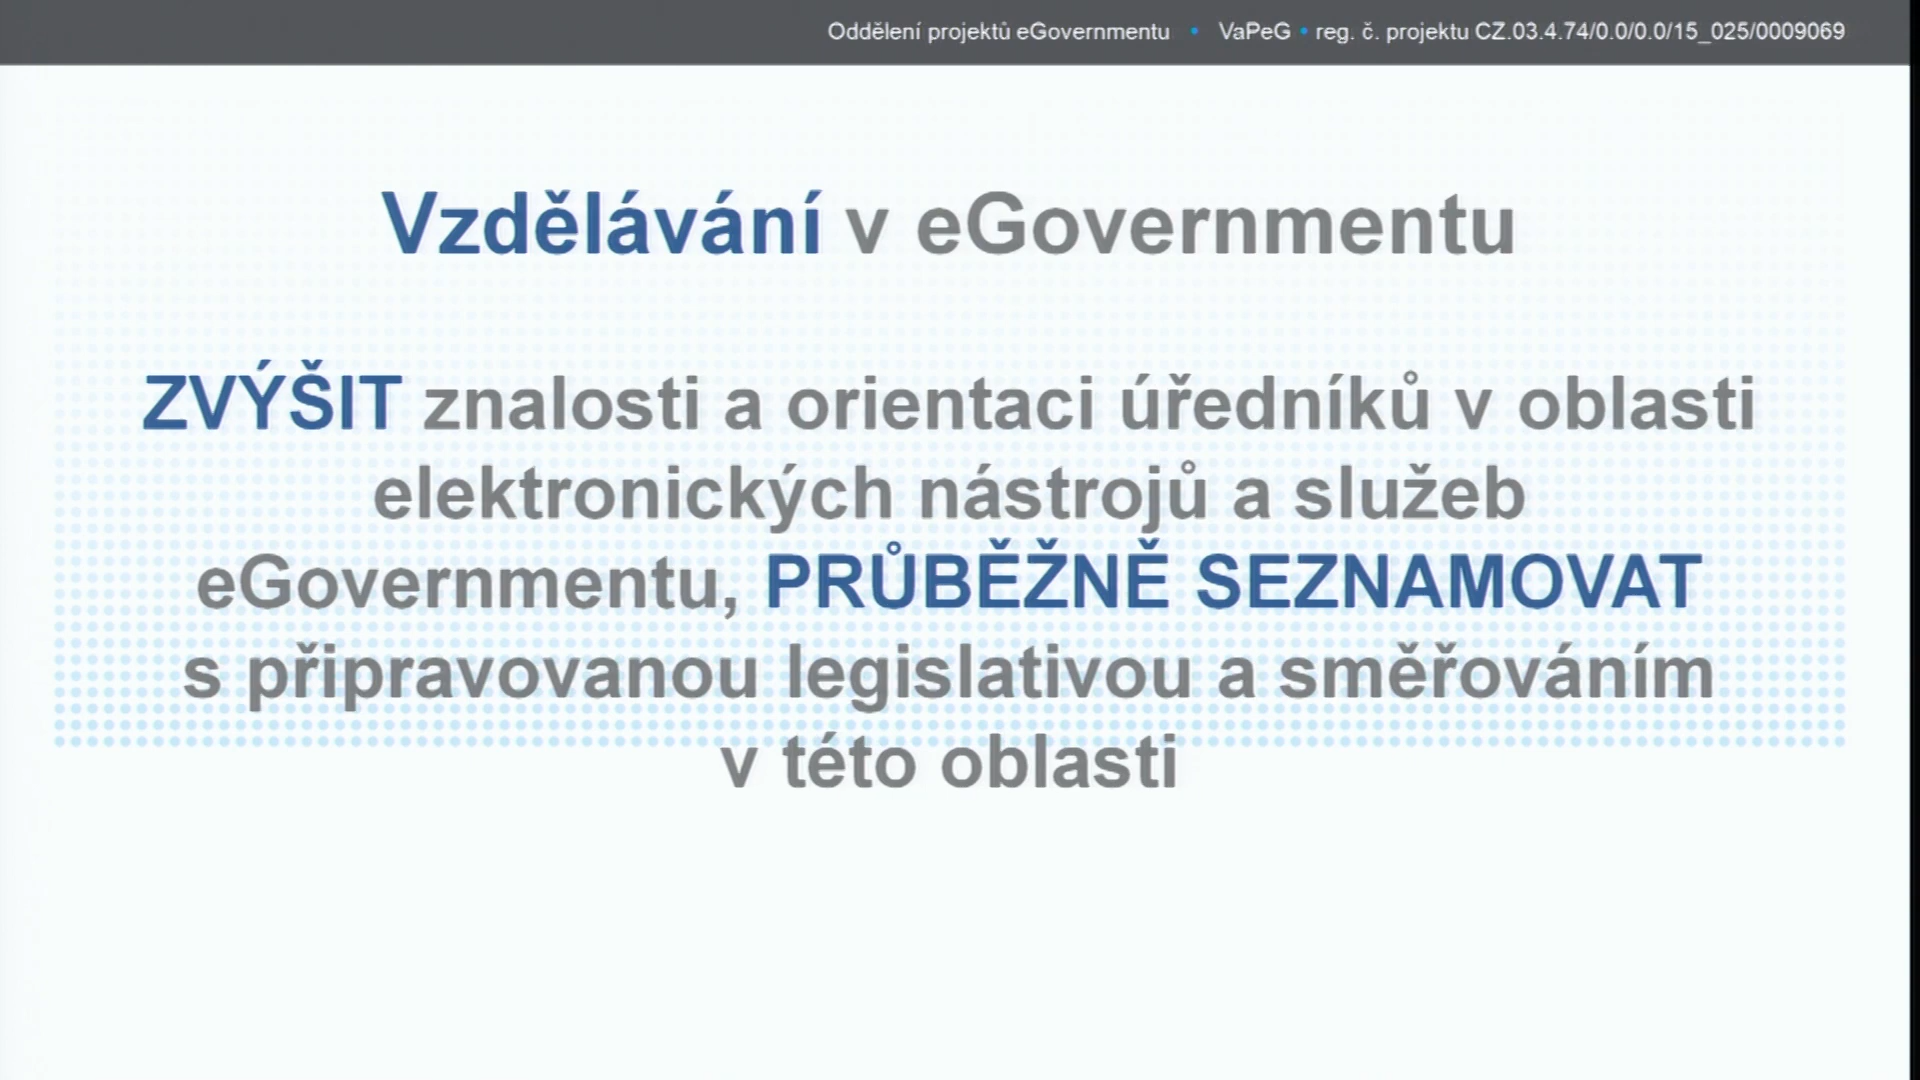 Oddělení projektů eGovernmentu • VaPeG • reg. č. projektu CZ.03.4.74/0.0/0.0/15_025/0009069
Vzdělávání v eGovernmentu
ZVÝŠIT znalosti a orientaci úředníků v oblasti
elektronických nástrojů a služeb
eGovernmentu, PRŮBĚŽNĚ SEZNAMOVAT
s připravovanou legislativou a směřováním
v této oblasti